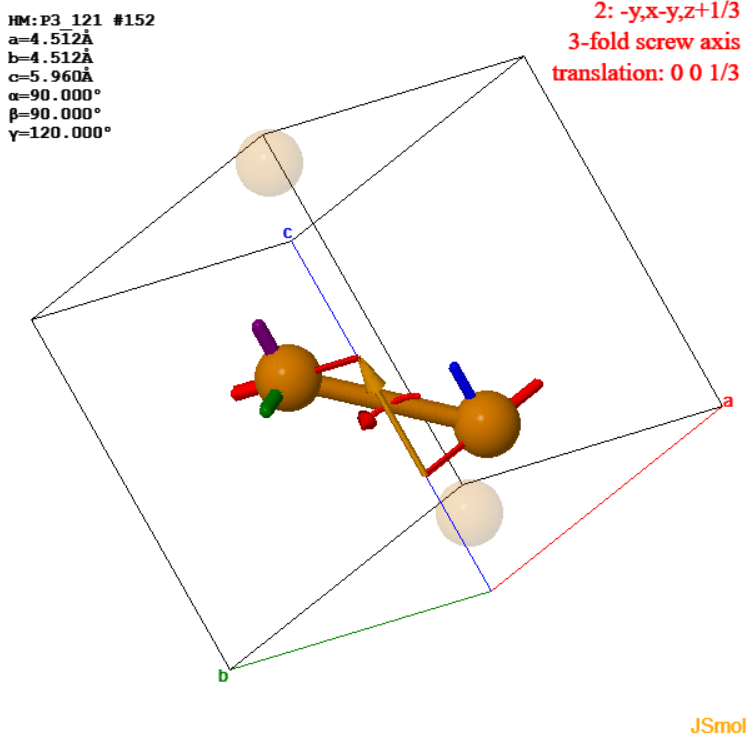 HM:P3_121 #152
a=4.512Å
b=4.512Å
c=5.960Å
α=90.000°
β=90.000°
γ=120.000°
2: -y,x-y,z+1/3
3-fold screw axis
translation: 0 0 1/3
c
a
b
JSmol